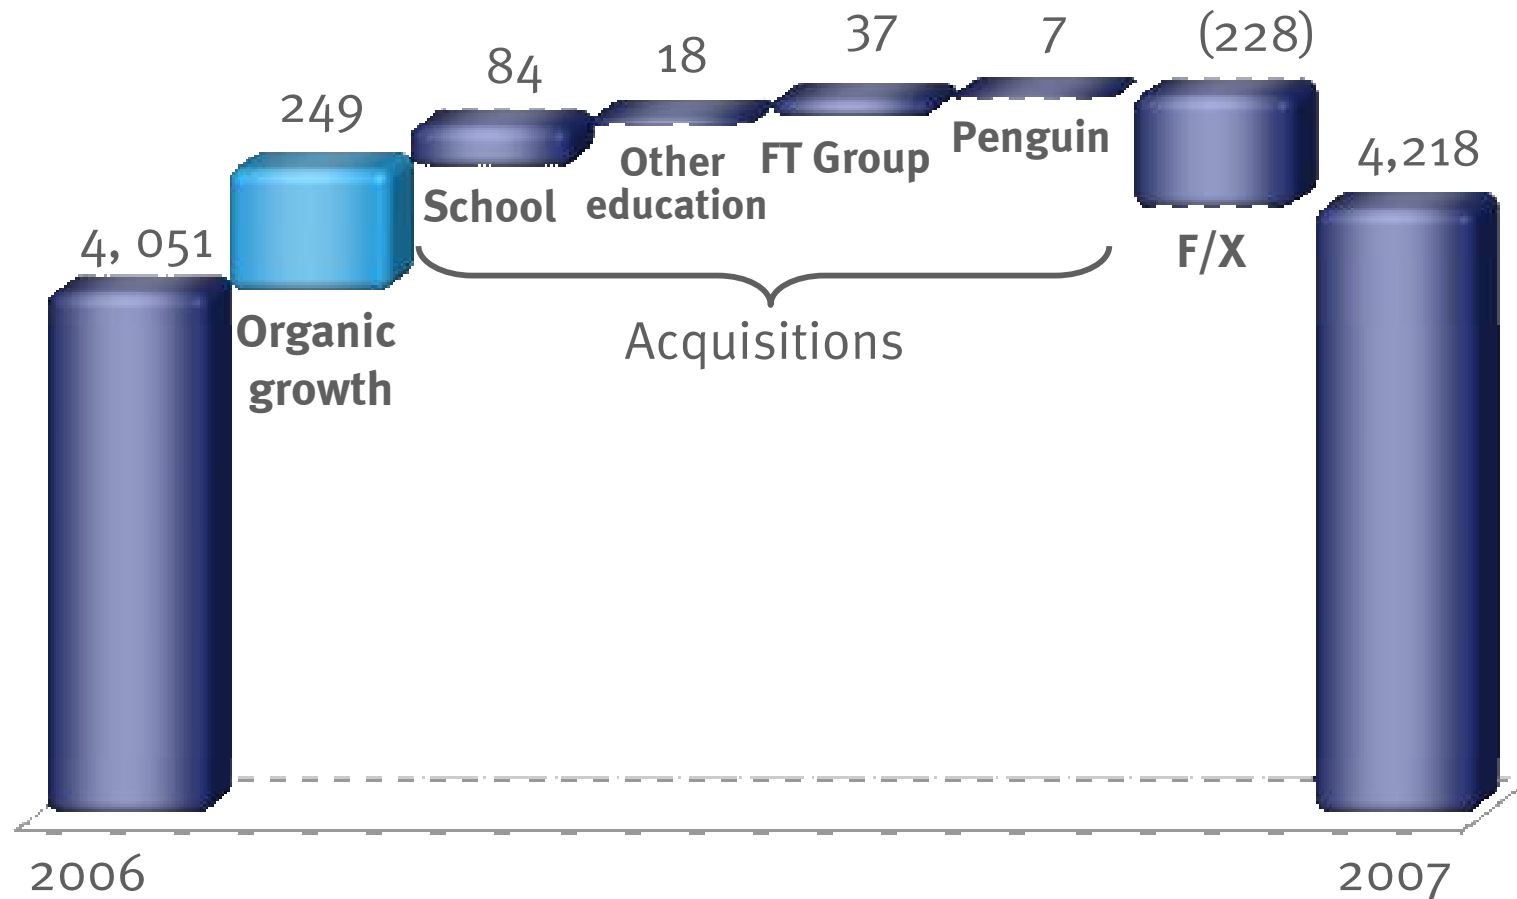 4, 051
249
84
18
37
7
(228)
4,218
Organic
growth
School
Other
education
FT Group
Penguin
F/X
Acquisitions
2006
2007